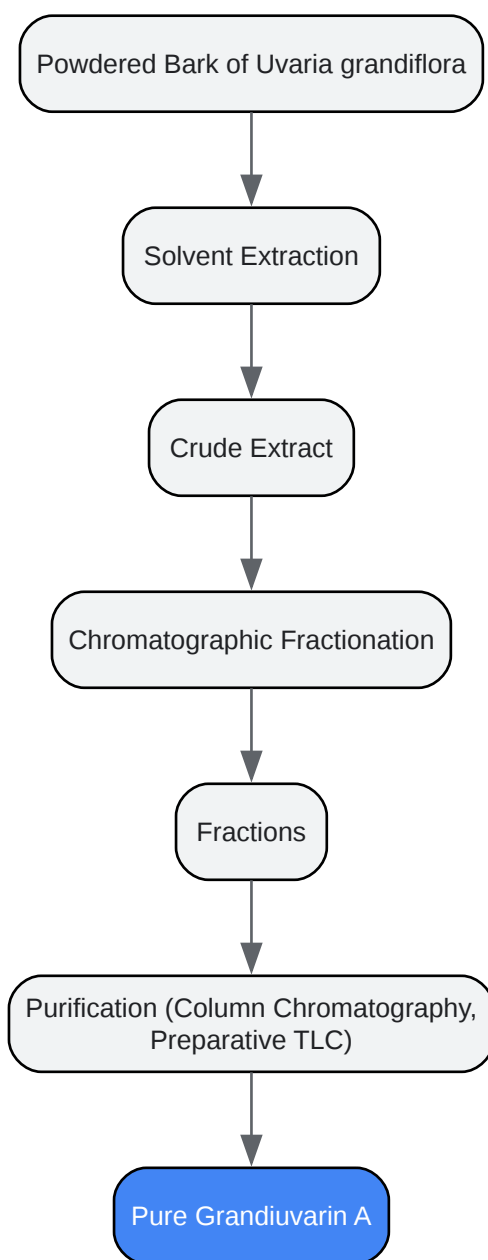 Powdered Bark of Uvaria grandiflora
Solvent Extraction
Crude Extract
Chromatographic Fractionation
Fractions
Purification (Column Chromatography,
Preparative TLC)
Pure Grandiuvarin A